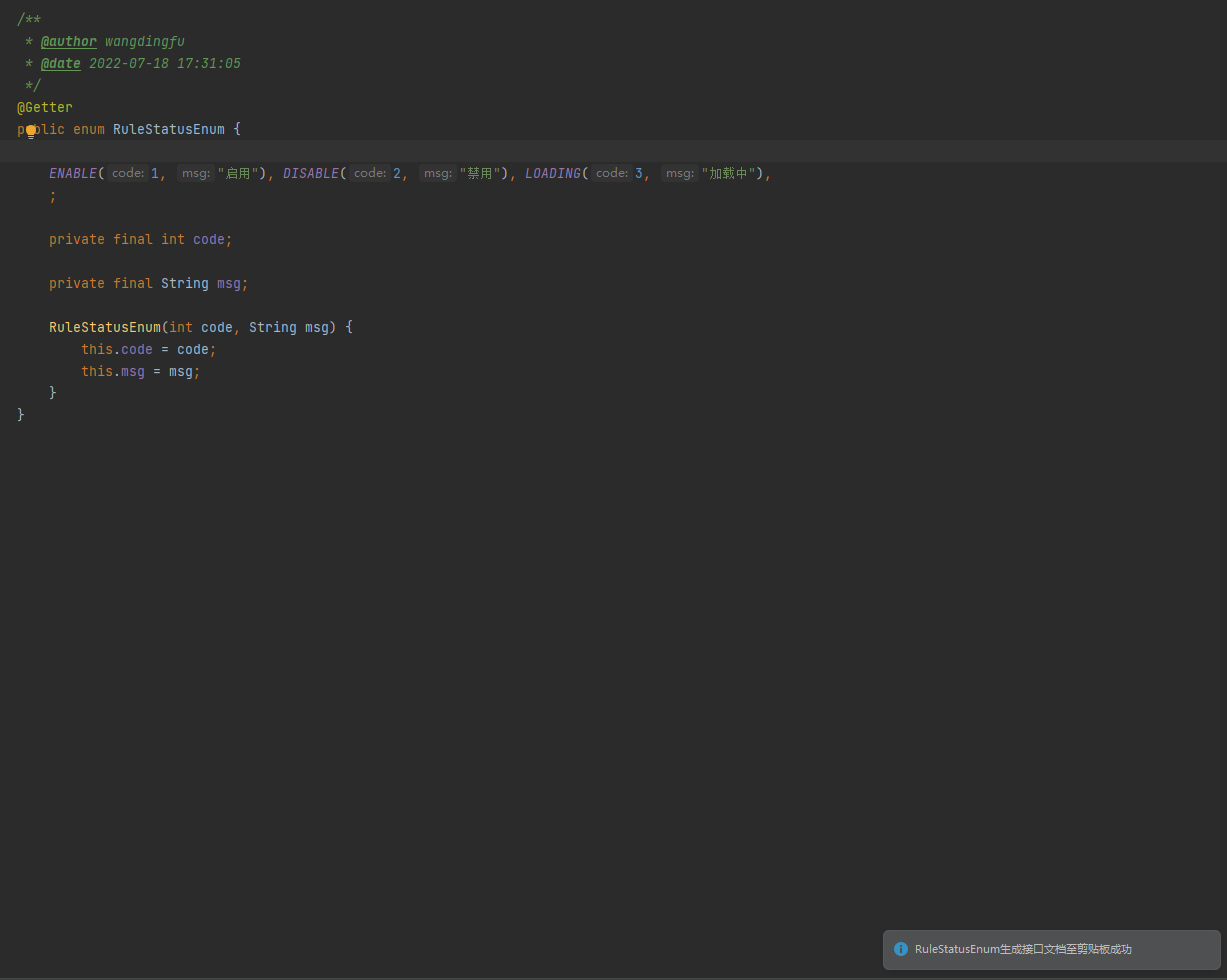 /**
 * @author wangdingfu
 * @date 2022-07-18 17:31:05
 */
@Getter
public enum RuleStatusEnum {
    ENABLE( code: 1, msg: "启用"), DISABLE( code: 2, msg: "禁用"), LOADING( code: 3, msg: "加载中"),
    ;
    private final int code;
    private final String msg;
    RuleStatusEnum(int code, String msg) {
        this.code = code;
        this.msg = msg;
    }
}
RuleStatusEnum生成接口文档至剪贴板成功